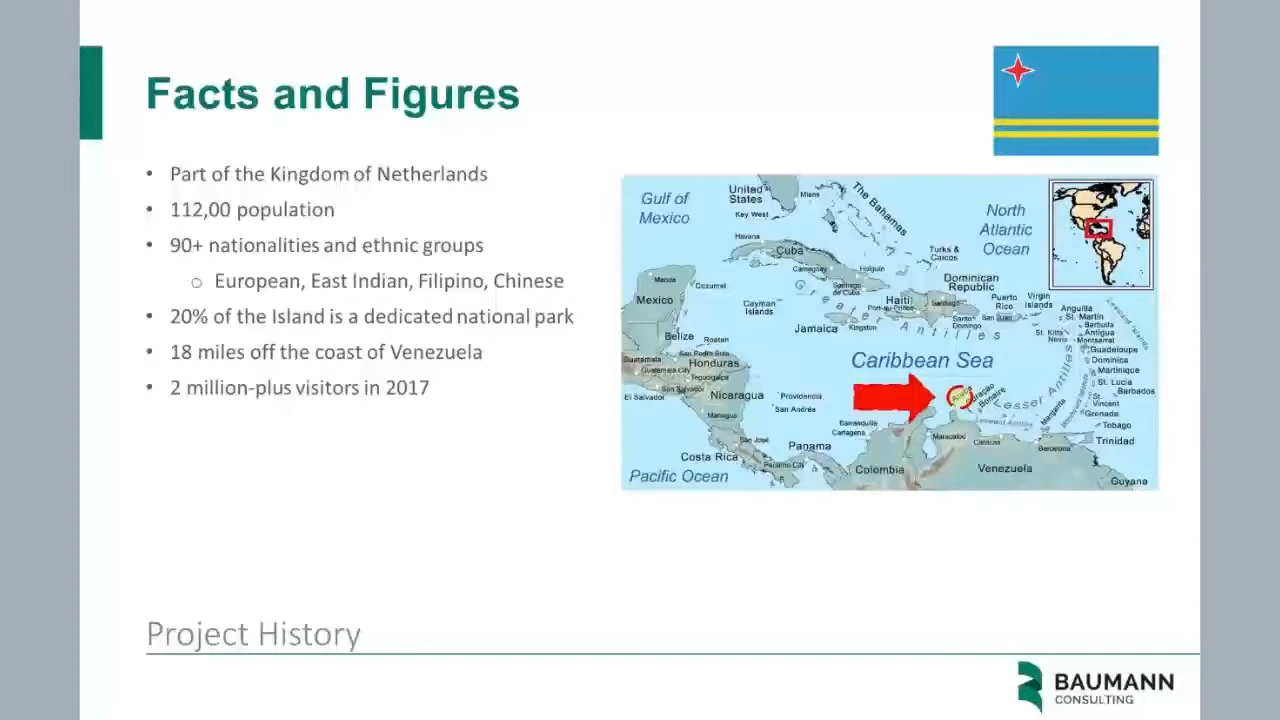 Facts and Figures
• Part of the Kingdom of Netherlands
• 112,00 population
• 90+ nationalities and ethnic groups
o European, East Indian, Filipino, Chinese
• 20% of the Island is a dedicated national park
• 18 miles off the coast of Venezuela
• 2 million-plus visitors in 2017
Gulf of
Mexico
United
States
Miami
Key West
The Bahamas
North
Atlantic
Ocean
Havana
Cuba
Camaguey
Holguin
Santiago
de Cuba
Turks &
Caicos
Mexico
Merida
Cozumel
Cayman
Islands
Greater Antilles
Jamaica
Kingston
Haiti
Port-au-Prince
Dominican
Republic
Santiago
Santo
Domingo
Puerto
Rico
San Juan
Virgin
Islands
Anguilla
St. Martin
Barbuda
Antigua
St. Kitts
Nevis
Montserrat
Guadeloupe
Dominica
Martinique
St. Lucia
Barbados
St.
Vincent
Grenada
Tobago
Trinidad
Leeward Islands
Belize
Roatan
San Pedro Sula
Guatemala
Guatemala City
Honduras
Tegucigalpa
San Salvador
El Salvador
Nicaragua
Managua
Providencia
San Andrés
Caribbean Sea
Aruba
Curaçao
Bonaire
Lesser Antilles
Margarita
Barranquilla
Cartagena
Maracaibo
Caracas
Barcelona
San José
Costa Rica
Panama
Panama City
Colombia
Venezuela
Guyana
Pacific Ocean
Project History
BAUMANN
CONSULTING